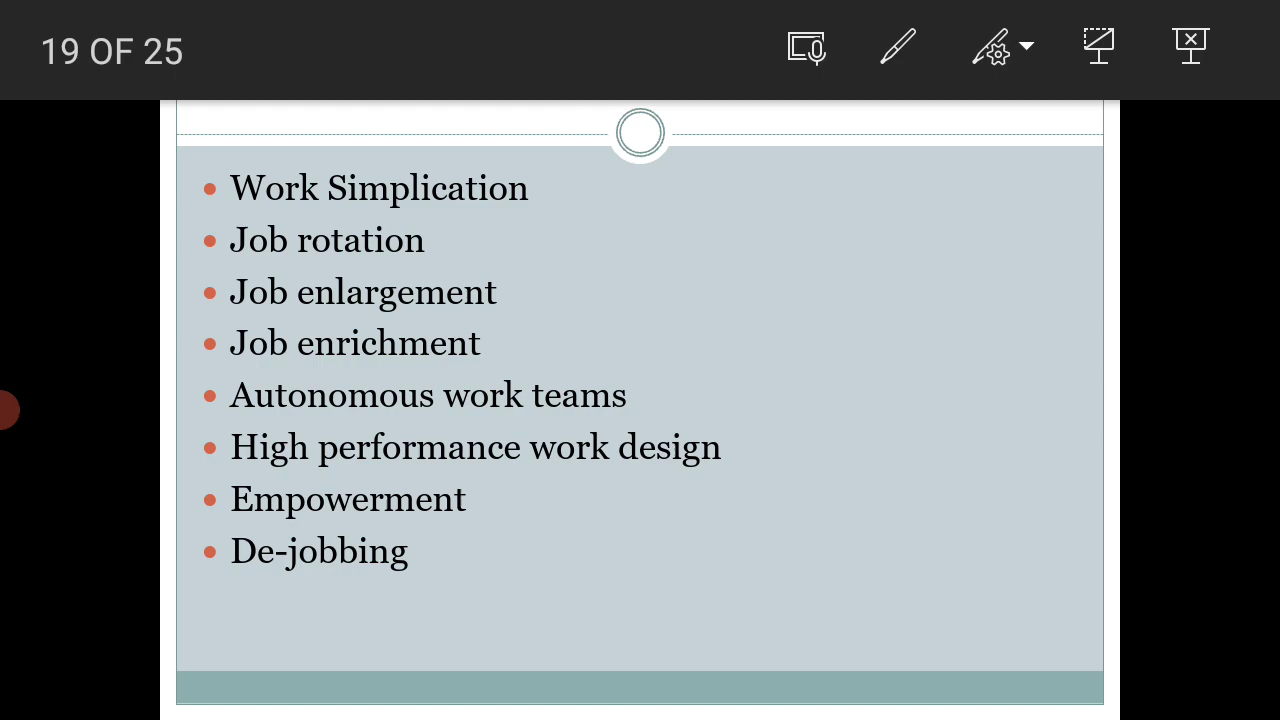 19 OF 25
• Work Simplication
• Job rotation
• Job enlargement
• Job enrichment
• Autonomous work teams
• High performance work design
• Empowerment
• De-jobbing